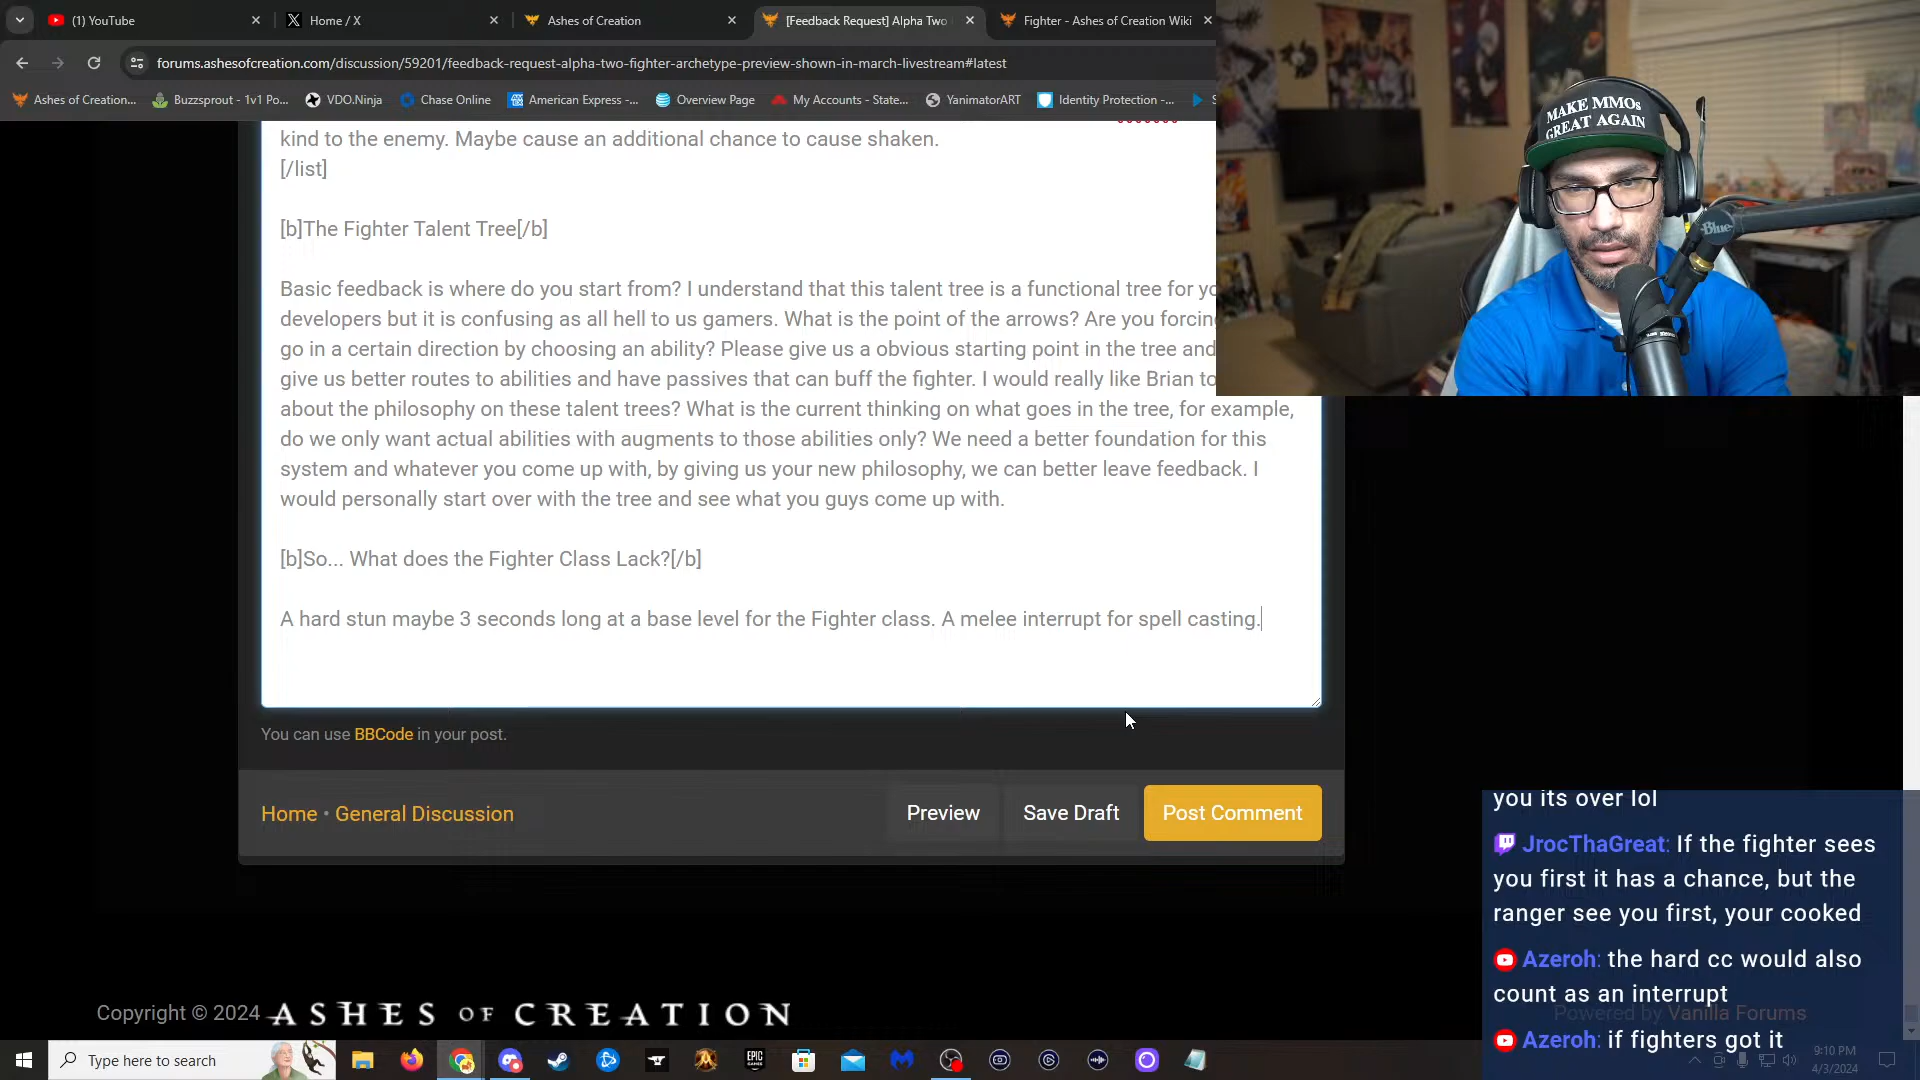 (1) YouTube
Home / X
Ashes of Creation
[Feedback Request] Alpha Two
Fighter - Ashes of Creation Wiki
forums.ashesofcreation.com/discussion/59201/feedback-request-alpha-two-fighter-archetype-preview-shown-in-march-livestream#latest
Ashes of Creation...
Buzzsprout - 1v1 Po...
VDO.Ninja
Chase Online
American Express -...
Overview Page
My Accounts - State...
YanimatorART
Identity Protection -...
MAKE MMOs
GREAT AGAIN
Blue
kind to the enemy. Maybe cause an additional chance to cause shaken.
[/list]
[b]The Fighter Talent Tree[/b]
Basic feedback is where do you start from? I understand that this talent tree is a functional tree for
developers but it is confusing as all hell to us gamers. What is the point of the arrows? Are you
go in a certain direction by choosing an ability? Please give us a obvious starting point in the tree and
give us better routes to abilities and have passives that can buff the fighter. I would really like Brian to
about the philosophy on these talent trees? What is the current thinking on what goes in the tree, for example,
do we only want actual abilities with augments to those abilities only? We need a better foundation for this
system and whatever you come up with, by giving us your new philosophy, we can better leave feedback. I
would personally start over with the tree and see what you guys come up with.
[b]So... What does the Fighter Class Lack?[/b]
A hard stun maybe 3 seconds long at a base level for the Fighter class. A melee interrupt for spell casting.
You can use BBCode in your post.
Home • General Discussion
Preview
Save Draft
Post Comment
you its over lol
JrocThaGreat: If the fighter sees
you first it has a chance, but the
ranger see you first, your cooked
Azeroh: the hard cc would also
count as an interrupt
Azeroh: if fighters got it
Copyright © 2024 ASHES OF CREATION
Powered by Vanilla Forums
Type here to search
EPIC
GAMES
9:10 PM
4/3/2024